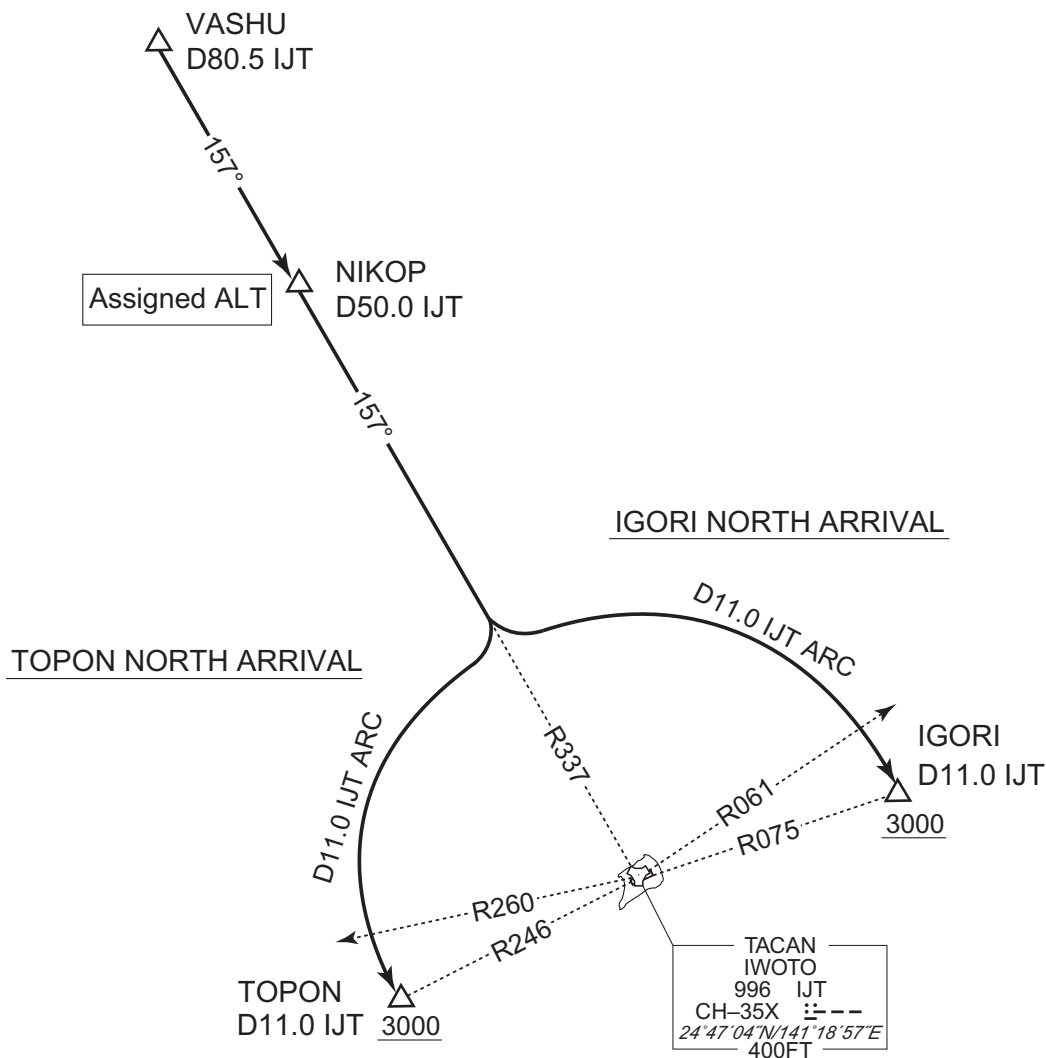 VASHU
D80.5 IJT
157°
NIKOP
D50.0 IJT
Assigned ALT
157°
IGORI NORTH ARRIVAL
D11.0 IJT ARC
TOPON NORTH ARRIVAL
D11.0 IJT ARC
R337
IGORI
D11.0 IJT
3000
R061
R075
R260
R246
TOPON
D11.0 IJT
3000
TACAN
IWOTO
996 IJT
CH–35X
24°47´04˝N/141°18´57˝E
400FT